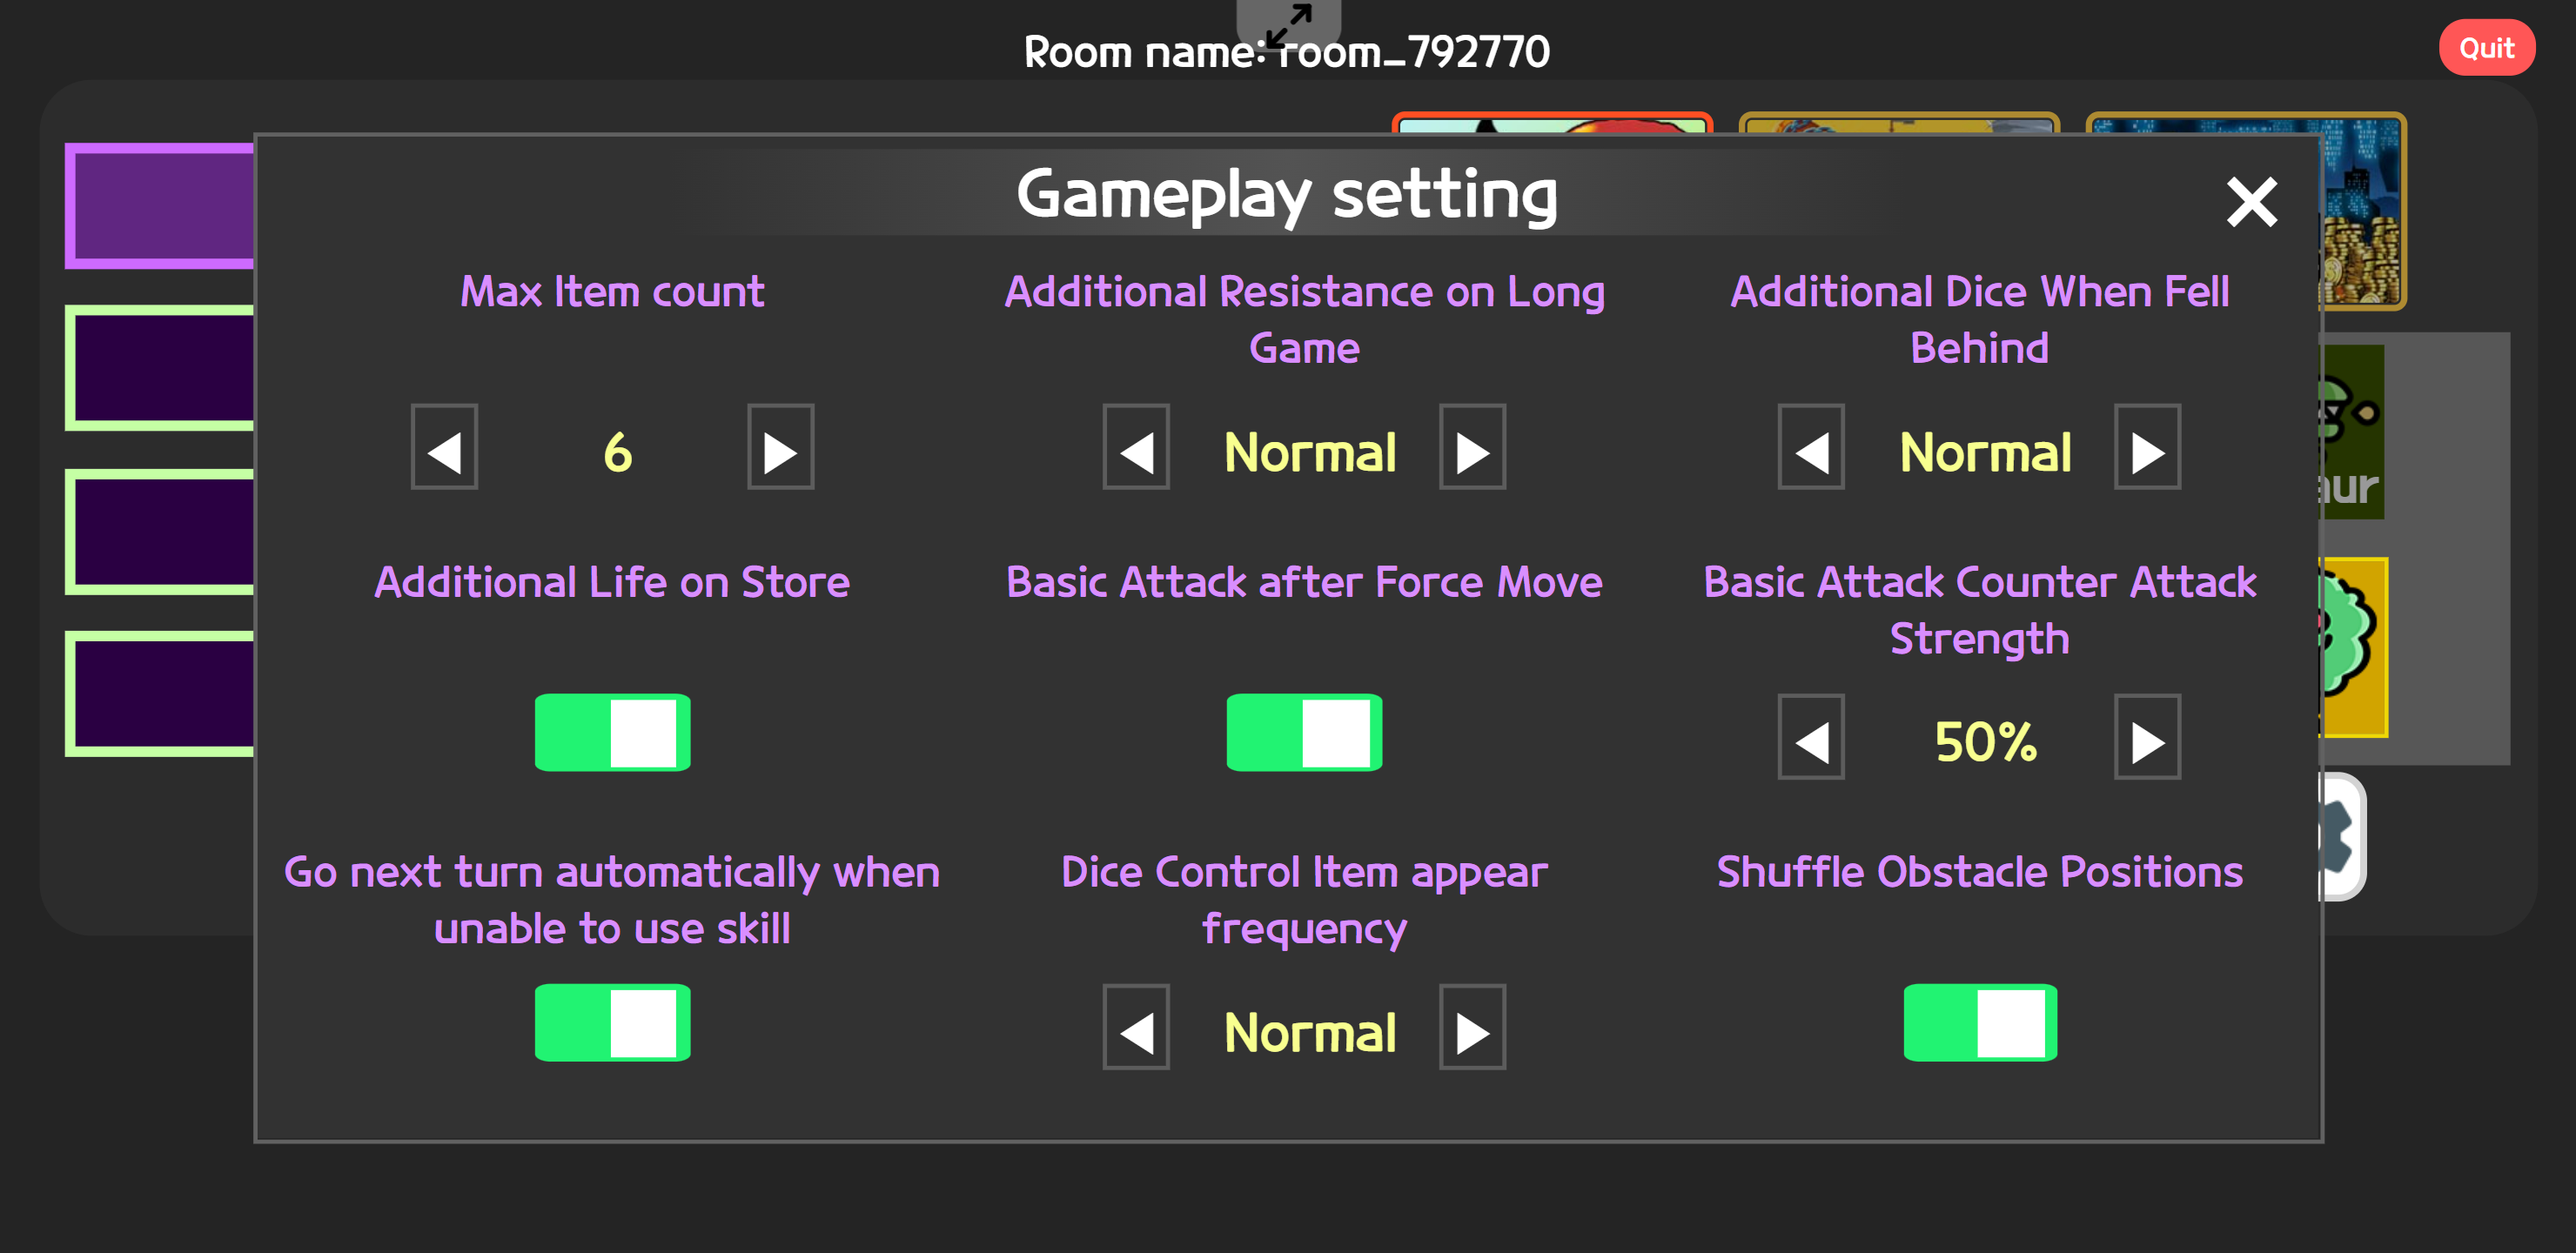 Room name: room_792770
Quit
Gameplay setting
Max Item count
Additional Resistance on Long
Game
Additional Dice When Fell
Behind
6
Normal
Normal
Additional Life on Store
Basic Attack after Force Move
Basic Attack Counter Attack
Strength
50%
Go next turn automatically when
unable to use skill
Dice Control Item appear
frequency
Shuffle Obstacle Positions
Normal